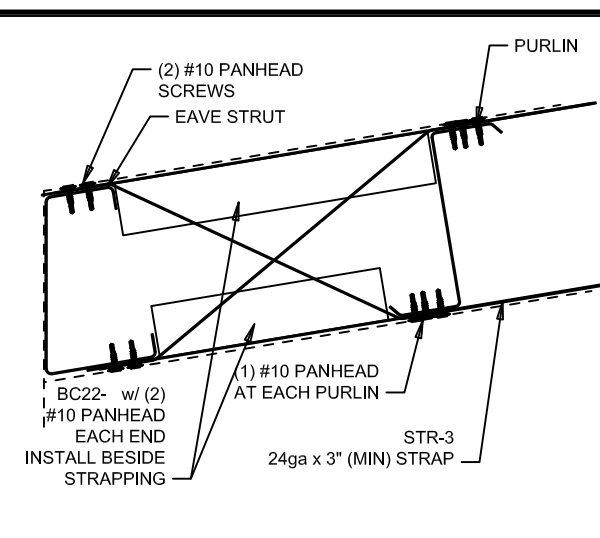 PURLIN
(2) #10 PANHEAD
SCREWS
EAVE STRUT
(1) #10 PANHEAD
AT EACH PURLIN
BC22- w/ (2)
#10 PANHEAD
EACH END
INSTALL BESIDE
STRAPPING
STR-3
24ga x 3" (MIN) STRAP